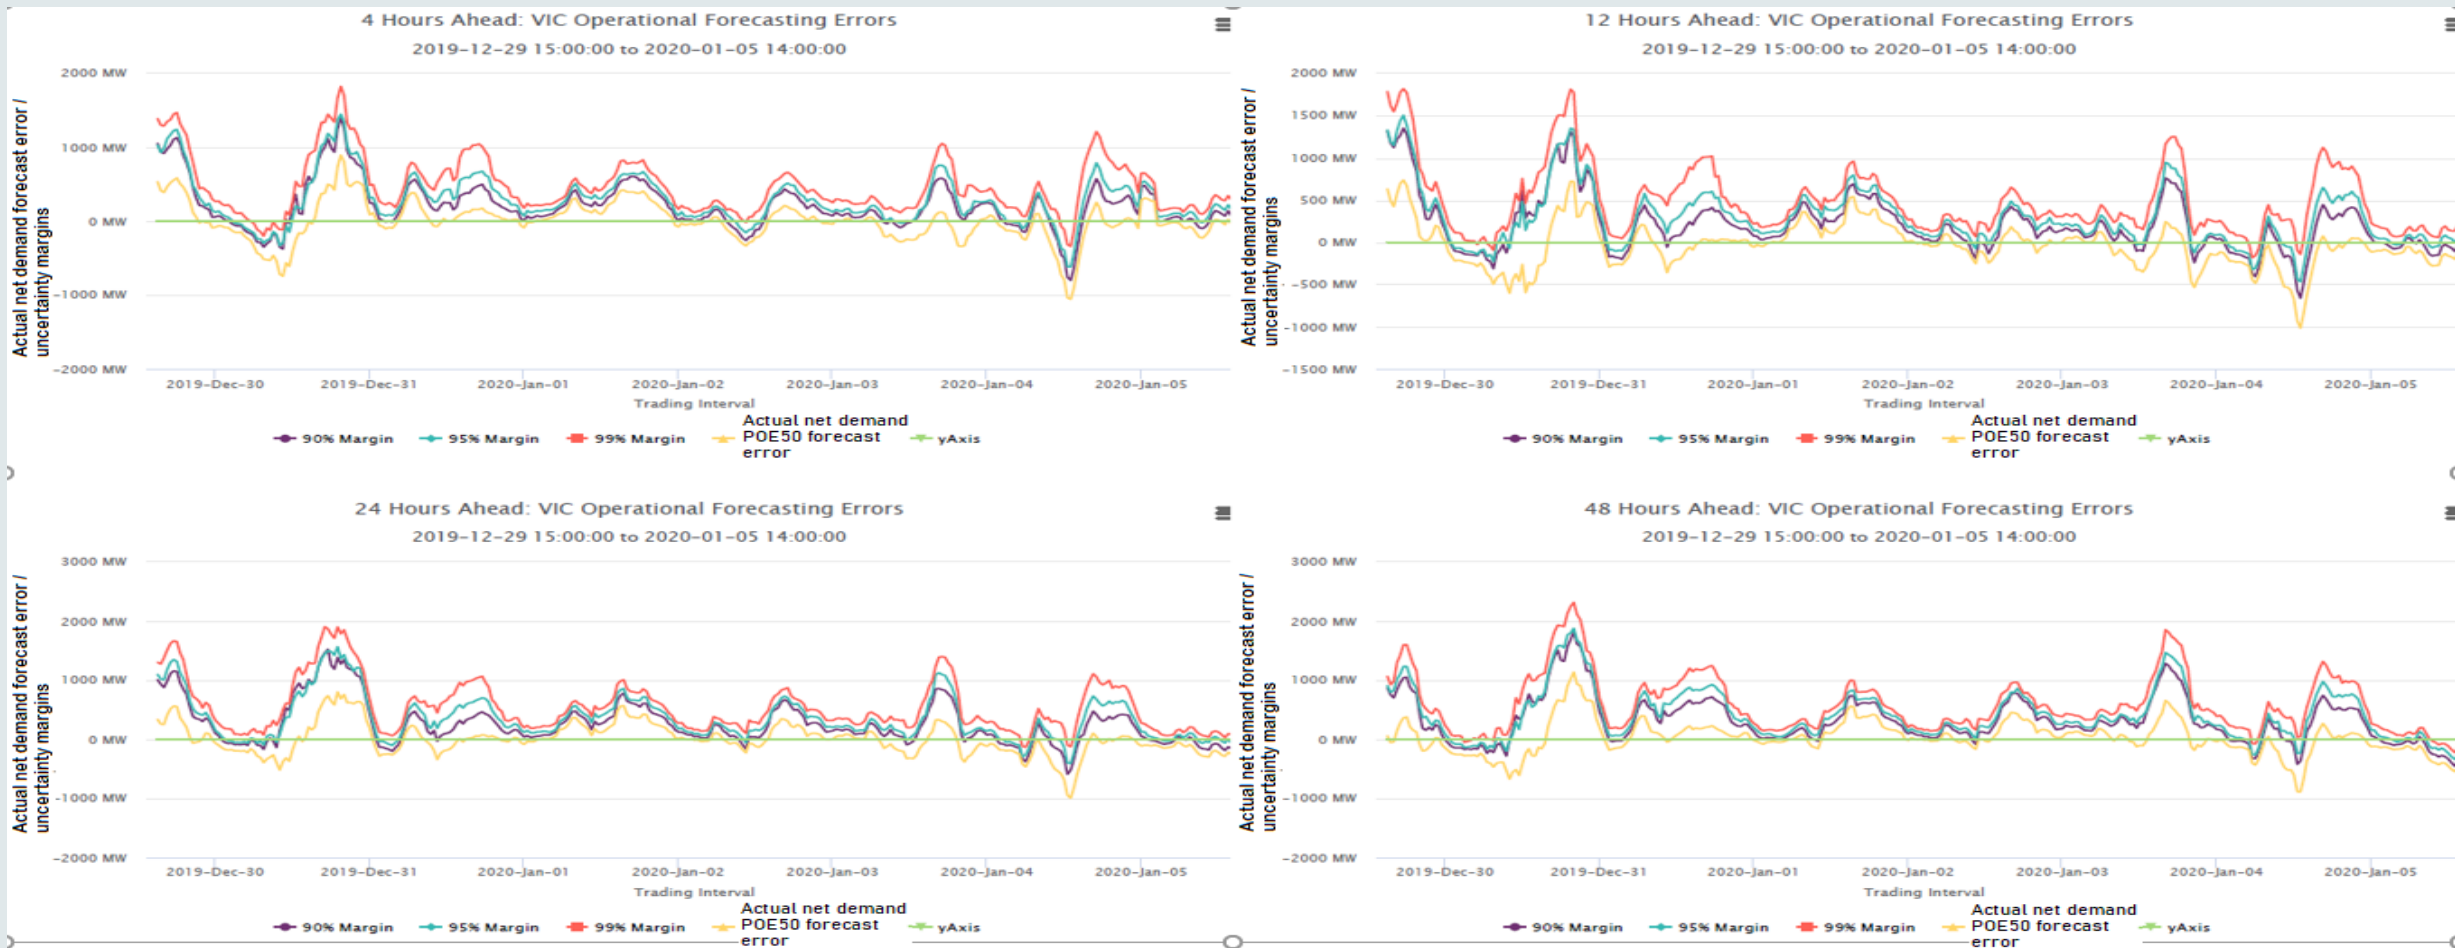 4 Hours Ahead: VIC Operational Forecasting Errors
2019-12-29 15:00:00 to 2020-01-05 14:00:00
Actual net demand forecast error /
uncertainty margins
2000 MW
1000 MW
0 MW
-1000 MW
-2000 MW
2019-Dec-30
2019-Dec-31
2020-Jan-01
2020-Jan-02
2020-Jan-03
2020-Jan-04
2020-Jan-05
Trading Interval
90% Margin
95% Margin
99% Margin
Actual net demand
POE50 forecast
error
yAxis
12 Hours Ahead: VIC Operational Forecasting Errors
2019-12-29 15:00:00 to 2020-01-05 14:00:00
Actual net demand forecast error /
uncertainty margins
2000 MW
1500 MW
1000 MW
500 MW
0 MW
-500 MW
-1000 MW
-1500 MW
2019-Dec-30
2019-Dec-31
2020-Jan-01
2020-Jan-02
2020-Jan-03
2020-Jan-04
2020-Jan-05
Trading Interval
90% Margin
95% Margin
99% Margin
Actual net demand
POE50 forecast
error
yAxis
24 Hours Ahead: VIC Operational Forecasting Errors
2019-12-29 15:00:00 to 2020-01-05 14:00:00
Actual net demand forecast error /
uncertainty margins
3000 MW
2000 MW
1000 MW
0 MW
-1000 MW
-2000 MW
2019-Dec-30
2019-Dec-31
2020-Jan-01
2020-Jan-02
2020-Jan-03
2020-Jan-04
2020-Jan-05
Trading Interval
90% Margin
95% Margin
99% Margin
Actual net demand
POE50 forecast
error
yAxis
48 Hours Ahead: VIC Operational Forecasting Errors
2019-12-29 15:00:00 to 2020-01-05 14:00:00
Actual net demand forecast error /
uncertainty margins
3000 MW
2000 MW
1000 MW
0 MW
-1000 MW
-2000 MW
2019-Dec-30
2019-Dec-31
2020-Jan-01
2020-Jan-02
2020-Jan-03
2020-Jan-04
2020-Jan-05
Trading Interval
90% Margin
95% Margin
99% Margin
Actual net demand
POE50 forecast
error
yAxis